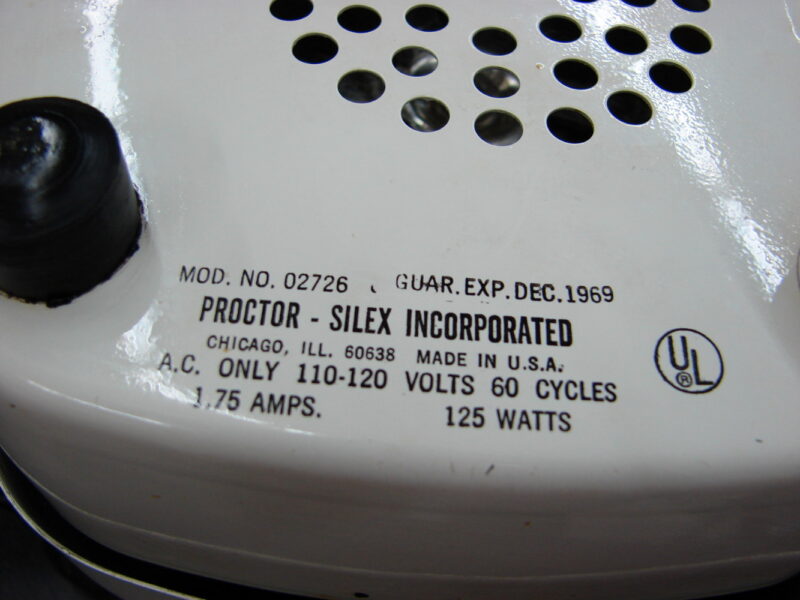 MOD. NO. 02726 GUAR. EXP. DEC. 1969
PROCTOR - SILEX INCORPORATED
CHICAGO, ILL. 60638 MADE IN U.S.A.
A.C. ONLY 110-120 VOLTS 60 CYCLES
1.75 AMPS. 125 WATTS
UL
®